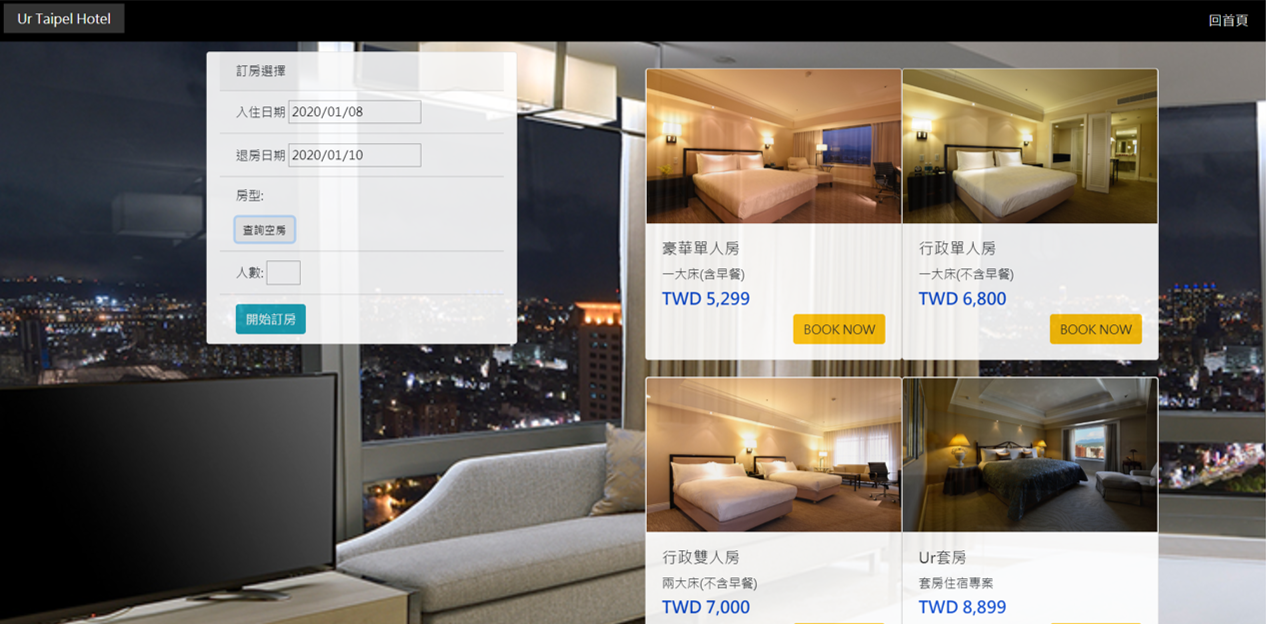 Ur Taipel Hotel
回首頁
訂房選擇
入住日期 2020/01/08
退房日期 2020/01/10
房型:
查詢空房
人數:
開始訂房
豪華單人房
一大床(含早餐)
TWD 5,299
BOOK NOW
行政單人房
一大床(不含早餐)
TWD 6,800
BOOK NOW
行政雙人房
兩大床(不含早餐)
TWD 7,000
Ur套房
套房住宿專案
TWD 8,899